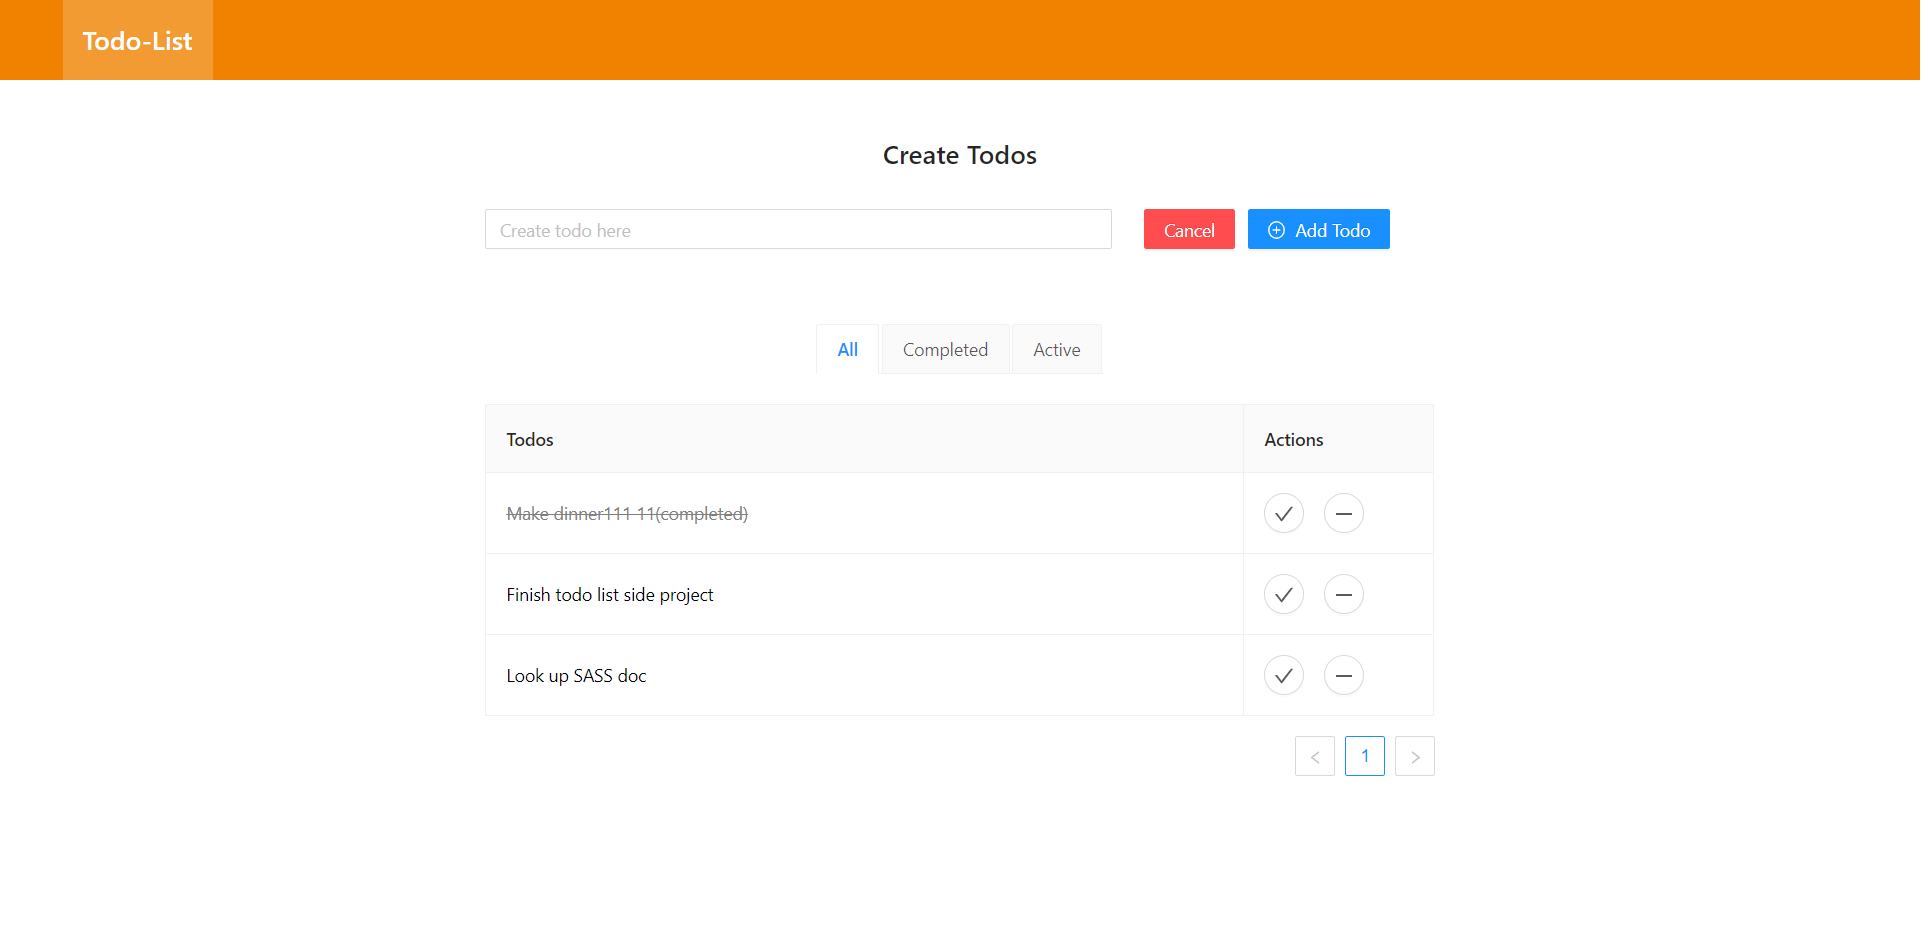 Todo-List
Create Todos
Create todo here
Cancel
Add Todo
All
Completed
Active
Todos
Actions
Make dinner111 11(completed)
Finish todo list side project
Look up SASS doc
< 1 >